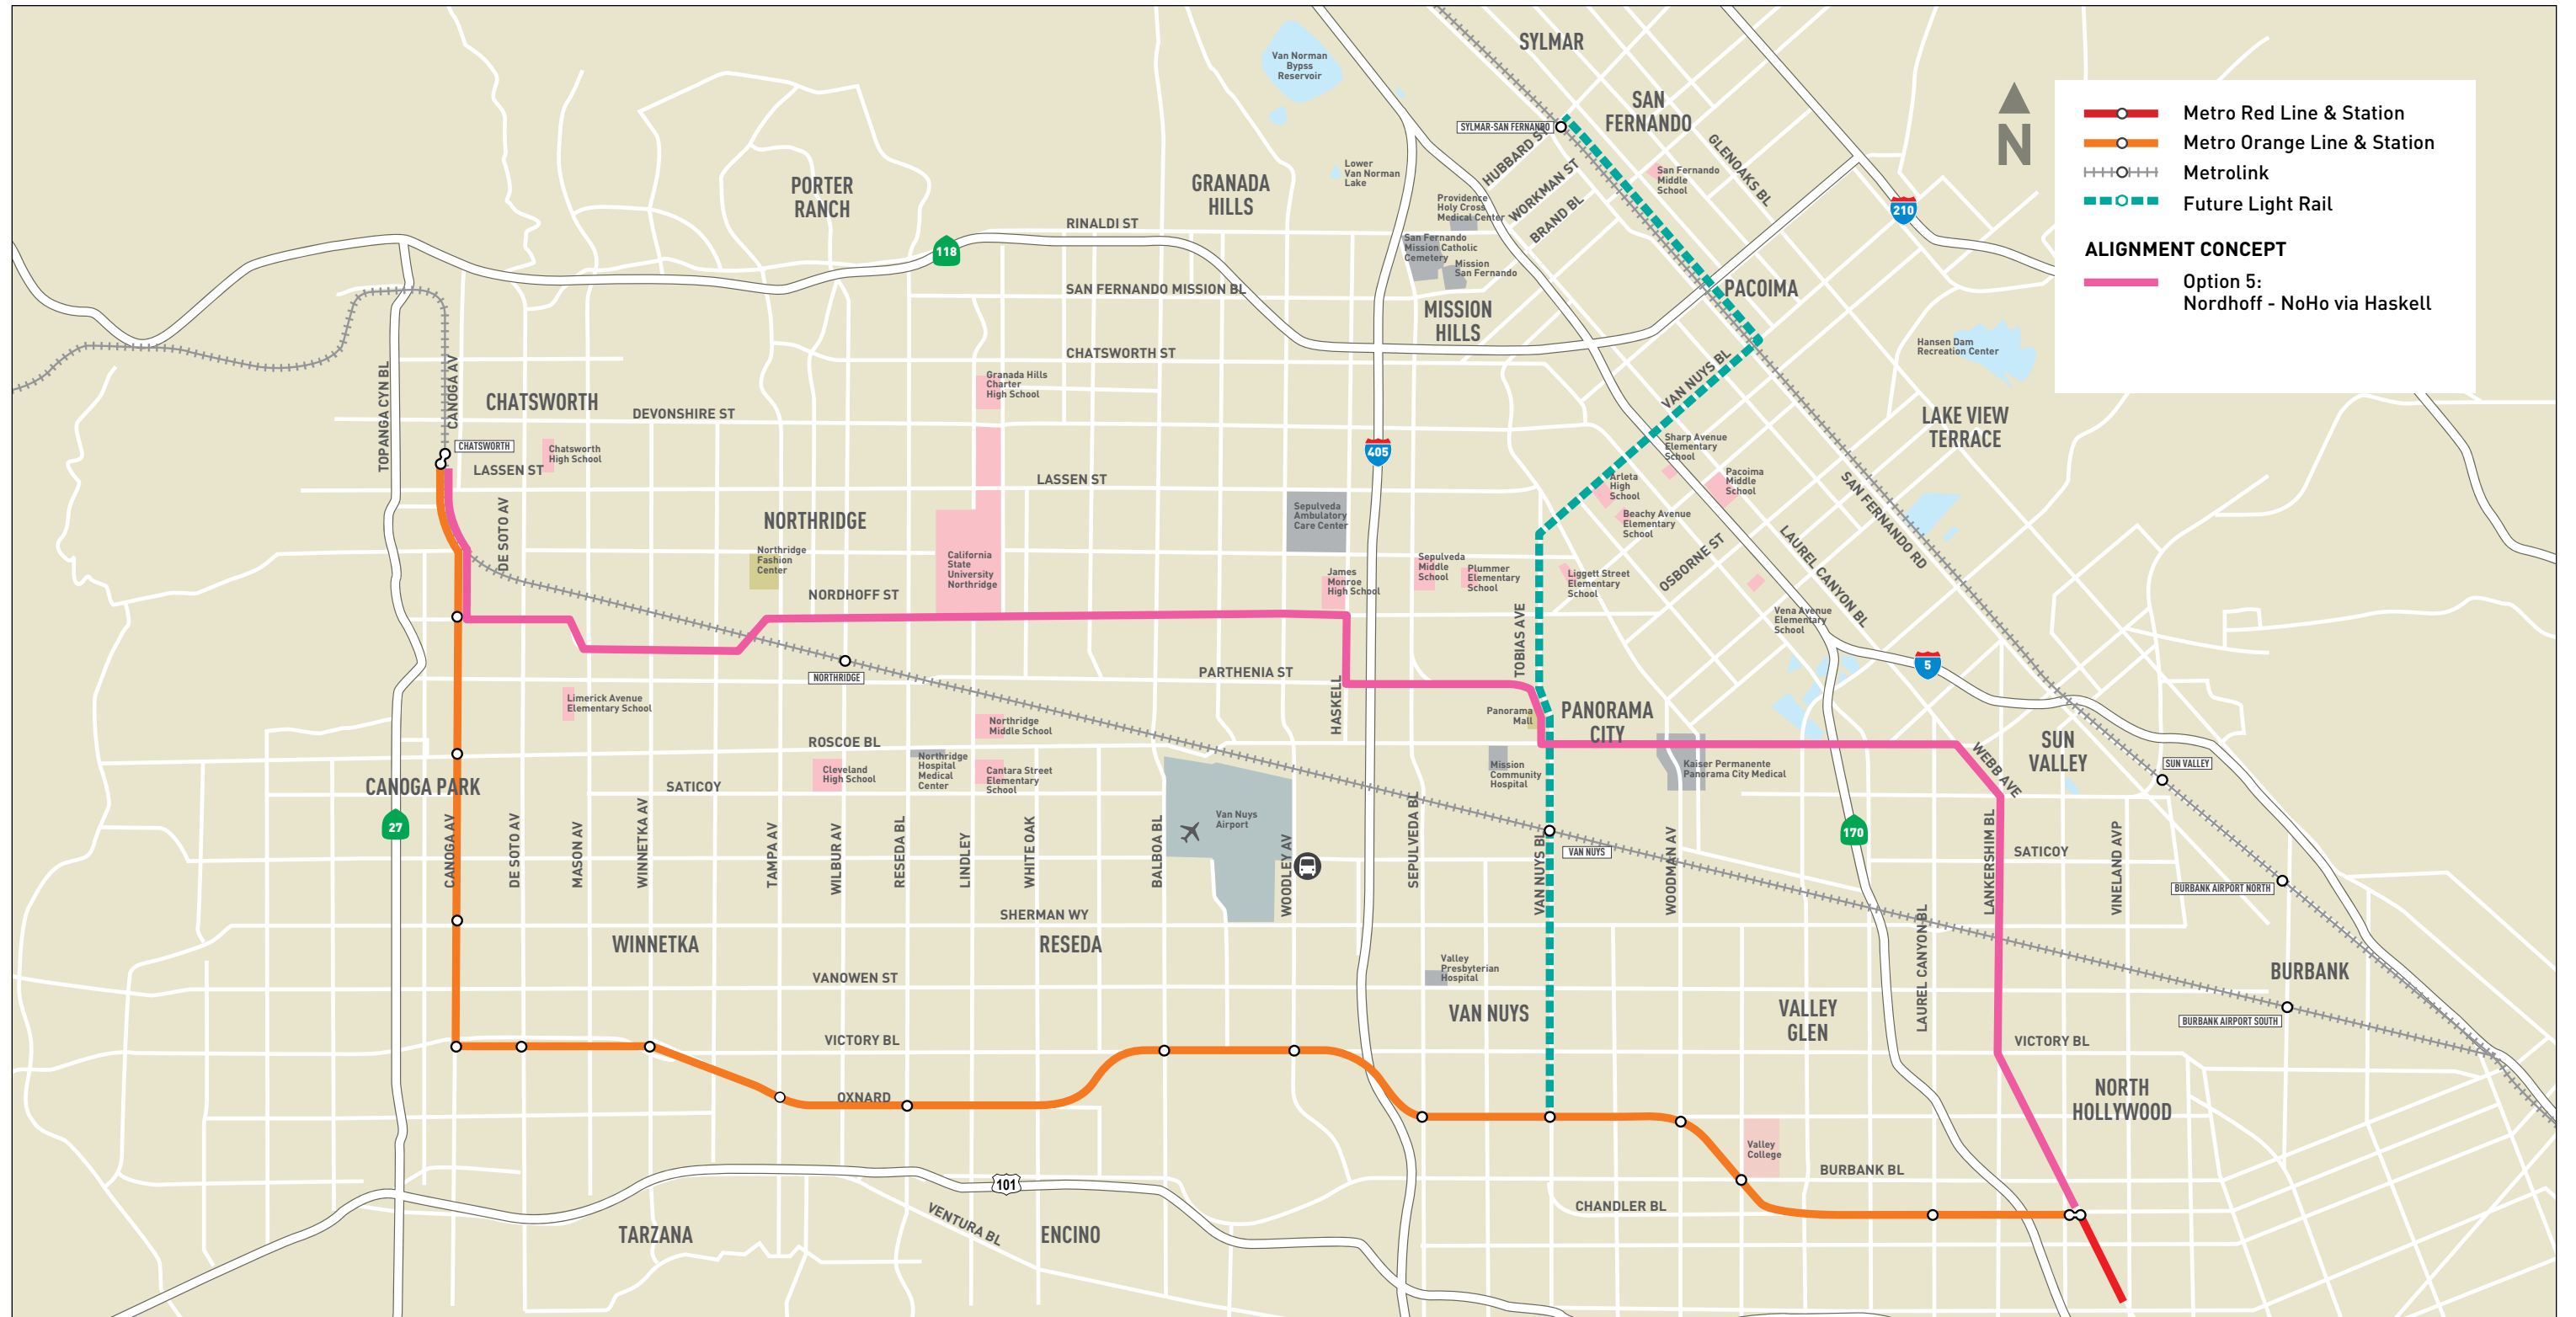 SYLMAR
Van Norman
Bypss
Reservoir
SAN
FERNANDO
SYLMAR-SAN FERNANDO
HUBBARD ST
WORKMAN ST
BRAND BL
GLENOAKS BL
San Fernando
Middle
School
N
Metro Red Line & Station
Metro Orange Line & Station
Metrolink
Future Light Rail
ALIGNMENT CONCEPT
Option 5:
Nordhoff - NoHo via Haskell
210
Lower
Van Norman
Lake
PORTER
RANCH
GRANADA
HILLS
Providence
Holy Cross
Medical Center
San Fernando
Mission Catholic
Cemetery
Mission
San Fernando
RINALDI ST
118
SAN FERNANDO MISSION BL
MISSION
HILLS
PACOIMA
Hansen Dam
Recreation Center
CHATSWORTH ST
VAN NUYS BL
TOPANGA CYN BL
CANOGA AV
Granada Hills
Charter
High School
CHATSWORTH
DEVONSHIRE ST
LAKE VIEW
TERRACE
CHATSWORTH
LASSEN ST
Chatsworth
High School
405
Sharp Avenue
Elementary
School
Arleta
High
School
Pacoima
Middle
School
SAN FERNANDO RD
LASSEN ST
DE SOTO AV
NORTHRIDGE
Sepulveda
Ambulatory
Care Center
Beachy Avenue
Elementary
School
LAUREL CANYON BL
OSBORNE ST
Northridge
Fashion
Center
California
State
University
Northridge
James
Monroe
High School
Sepulveda
Middle
School
Plummer
Elementary
School
Liggett Street
Elementary
School
NORDHOFF ST
Vena Avenue
Elementary
School
TOBIAS AVE
5
NORTHRIDGE
PARTHENIA ST
HASKELL
Limerick Avenue
Elementary School
Northridge
Middle School
Panorama
Mall
PANORAMA
CITY
ROSCOE BL
SUN
VALLEY
SUN VALLEY
WEBB AVE
Cleveland
High School
Northridge
Hospital
Medical
Center
Cantara Street
Elementary
School
Mission
Community
Hospital
Kaiser Permanente
Panorama City Medical
CANOGA PARK
SATICOY
27
Van Nuys
Airport
170
CANOGA AV
DE SOTO AV
MASON AV
WINNETKA AV
TAMPA AV
WILBUR AV
RESEDA BL
LINDLEY
WHITE OAK
BALBOA BL
WOODLEY AV
SEPULVEDA BL
VAN NUYS BL
VAN NUYS
WOODMAN AV
LAUREL CANYON BL
LANKERSHIM BL
SATICOY
VINELAND AVP
BURBANK AIRPORT NORTH
SHERMAN WY
WINNETKA
RESEDA
VANOWEN ST
Valley
Presbyterian
Hospital
BURBANK
BURBANK AIRPORT SOUTH
VAN NUYS
VALLEY
GLEN
VICTORY BL
VICTORY BL
OXNARD
NORTH
HOLLYWOOD
Valley
College
BURBANK BL
101
CHANDLER BL
VENTURA BL
TARZANA
ENCINO